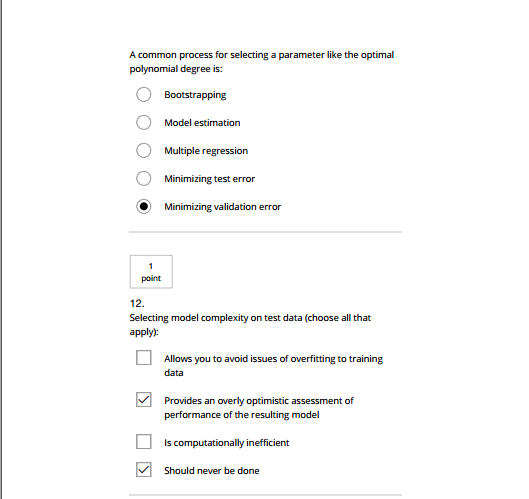 A common process for selecting a parameter like the optimal
polynomial degree is:
Bootstrapping
Model estimation
Multiple regression
Minimizing test error
Minimizing validation error
1
point
12.
Selecting model complexity on test data (choose all that
apply):
Allows you to avoid issues of overfitting to training
data
Provides an overly optimistic assessment of
performance of the resulting model
Is computationally inefficient
Should never be done